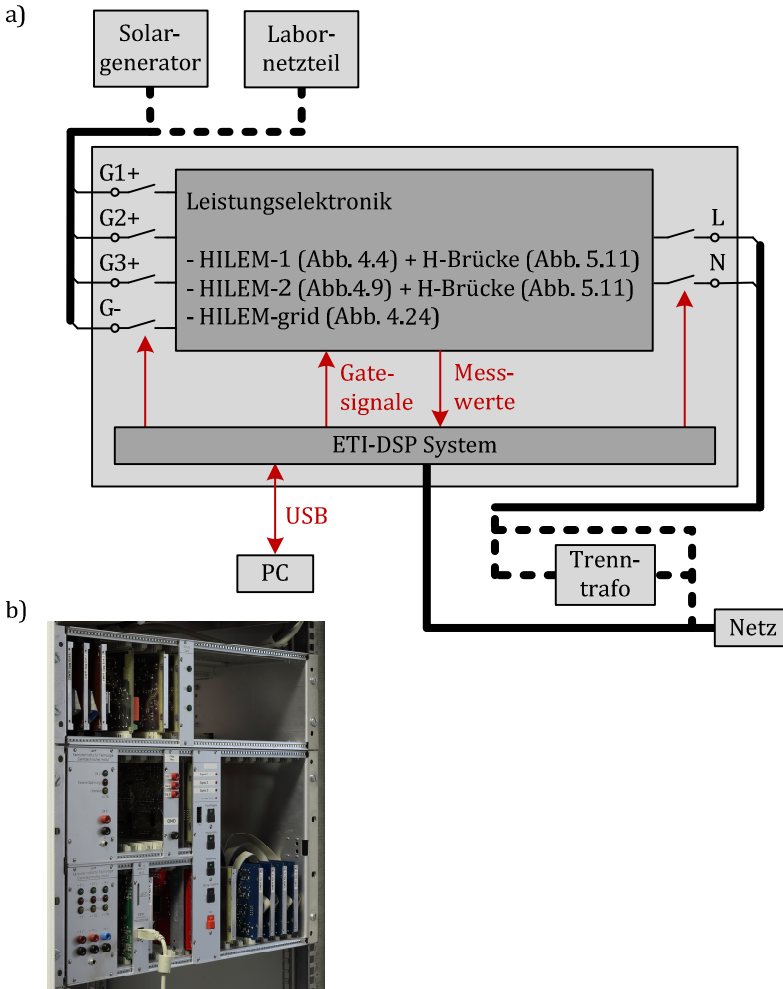 a)
Solar-
generator
Labor-
netzteil
G1+
G2+
G3+
G-
Leistungselektronik
- HILEM-1 (Abb. 4.4) + H-Brücke (Abb. 5.11)
- HILEM-2 (Abb.4.9) + H-Brücke (Abb. 5.11)
- HILEM-grid (Abb. 4.24)
L
N
Gate-
signale
Mess-
werte
ETI-DSP System
USB
PC
Trenn-
trafo
Netz
b)
GND